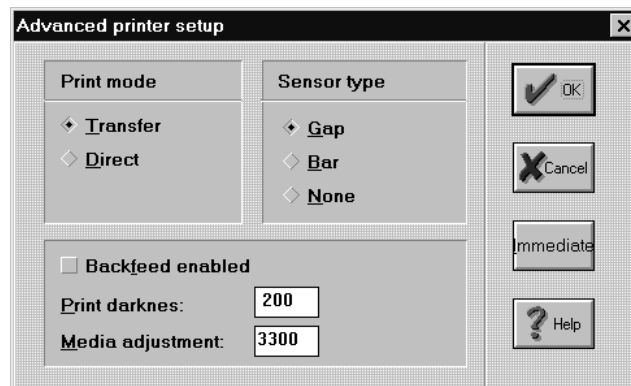 Advanced printer setup
Print mode
Transfer
Direct
Sensor type
Gap
Bar
None
Backfeed enabled
Print darknes: 200
Media adjustment: 3300
OK
Cancel
Immediate
Help